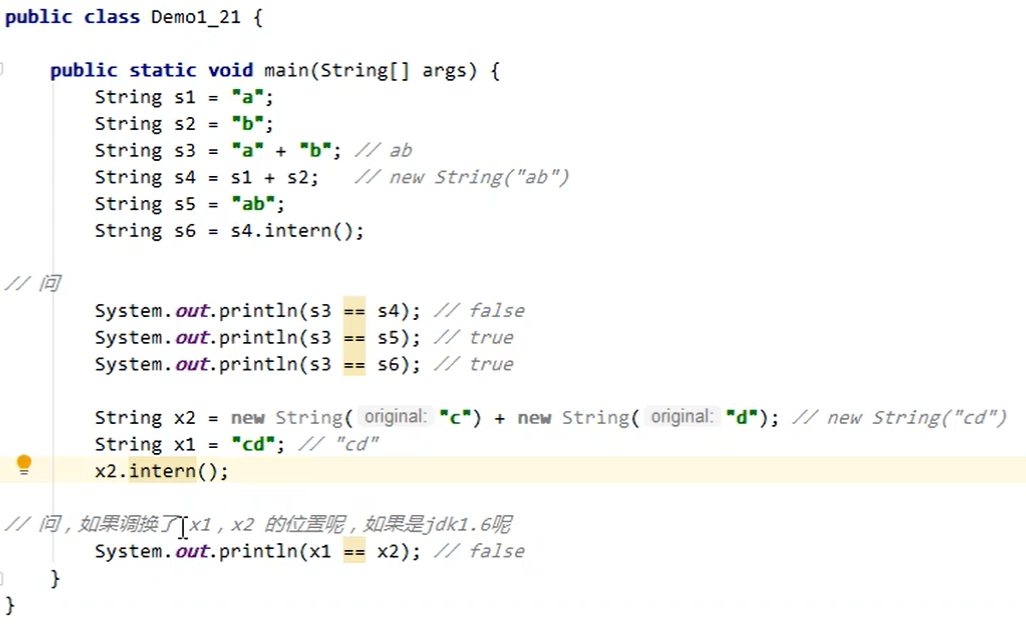 public class Demo1_21 {
public static void main(String[] args) {
String s1 = "a";
String s2 = "b";
String s3 = "a" + "b"; // ab
String s4 = s1 + s2; // new String("ab")
String s5 = "ab";
String s6 = s4.intern();
// 问
System.out.println(s3 == s4); // false
System.out.println(s3 == s5); // true
System.out.println(s3 == s6); // true
String x2 = new String( original: "c") + new String( original: "d"); // new String("cd")
String x1 = "cd"; // "cd"
x2.intern();
// 问，如果调换了 x1，x2 的位置呢，如果是jdk1.6呢
System.out.println(x1 == x2); // false
}
}